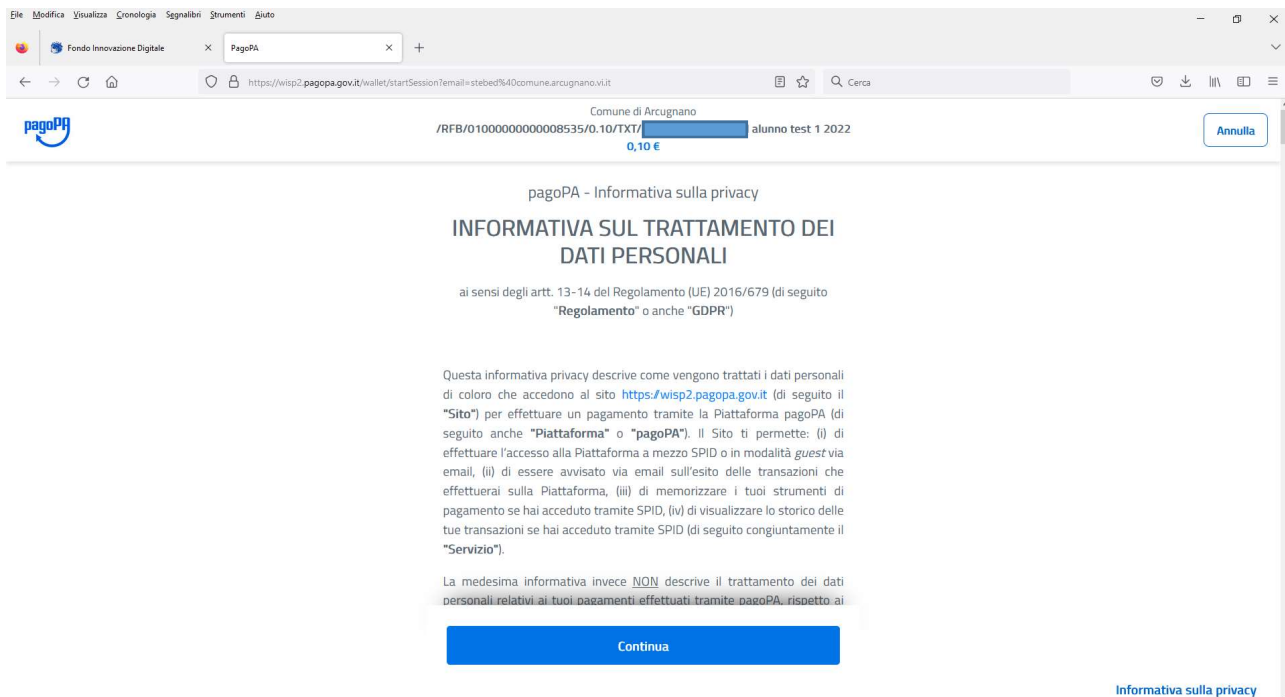 File Modifica Visualizza Cronologia Segnalibri Strumenti Aiuto
Fondo Innovazione Digitale
PagoPA
https://wisp2.pagopa.gov.it/wallet/startSession?email=stebed%40comune.arcugnano.vi.it
Cerca
pagoPA
Comune di Arcugnano
/RFB/01000000000008535/0.10/TXT/ alunno test 1 2022
0,10 €
Annulla
pagoPA - Informativa sulla privacy
INFORMATIVA SUL TRATTAMENTO DEI
DATI PERSONALI
ai sensi degli artt. 13-14 del Regolamento (UE) 2016/679 (di seguito
"Regolamento" o anche "GDPR")
Questa informativa privacy descrive come vengono trattati i dati personali
di coloro che accedono al sito https://wisp2.pagopa.gov.it (di seguito il
"Sito") per effettuare un pagamento tramite la Piattaforma pagoPA (di
seguito anche "Piattaforma" o "pagoPA"). Il Sito ti permette: (i) di
effettuare l'accesso alla Piattaforma a mezzo SPID o in modalità guest via
email, (ii) di essere avvisato via email sull'esito delle transazioni che
effettuerai sulla Piattaforma, (iii) di memorizzare i tuoi strumenti di
pagamento se hai acceduto tramite SPID, (iv) di visualizzare lo storico delle
tue transazioni se hai acceduto tramite SPID (di seguito congiuntamente il
"Servizio").
La medesima informativa invece NON descrive il trattamento dei dati
personali relativi ai tuoi pagamenti effettuati tramite pagoPA, rispetto ai
Continua
Informativa sulla privacy